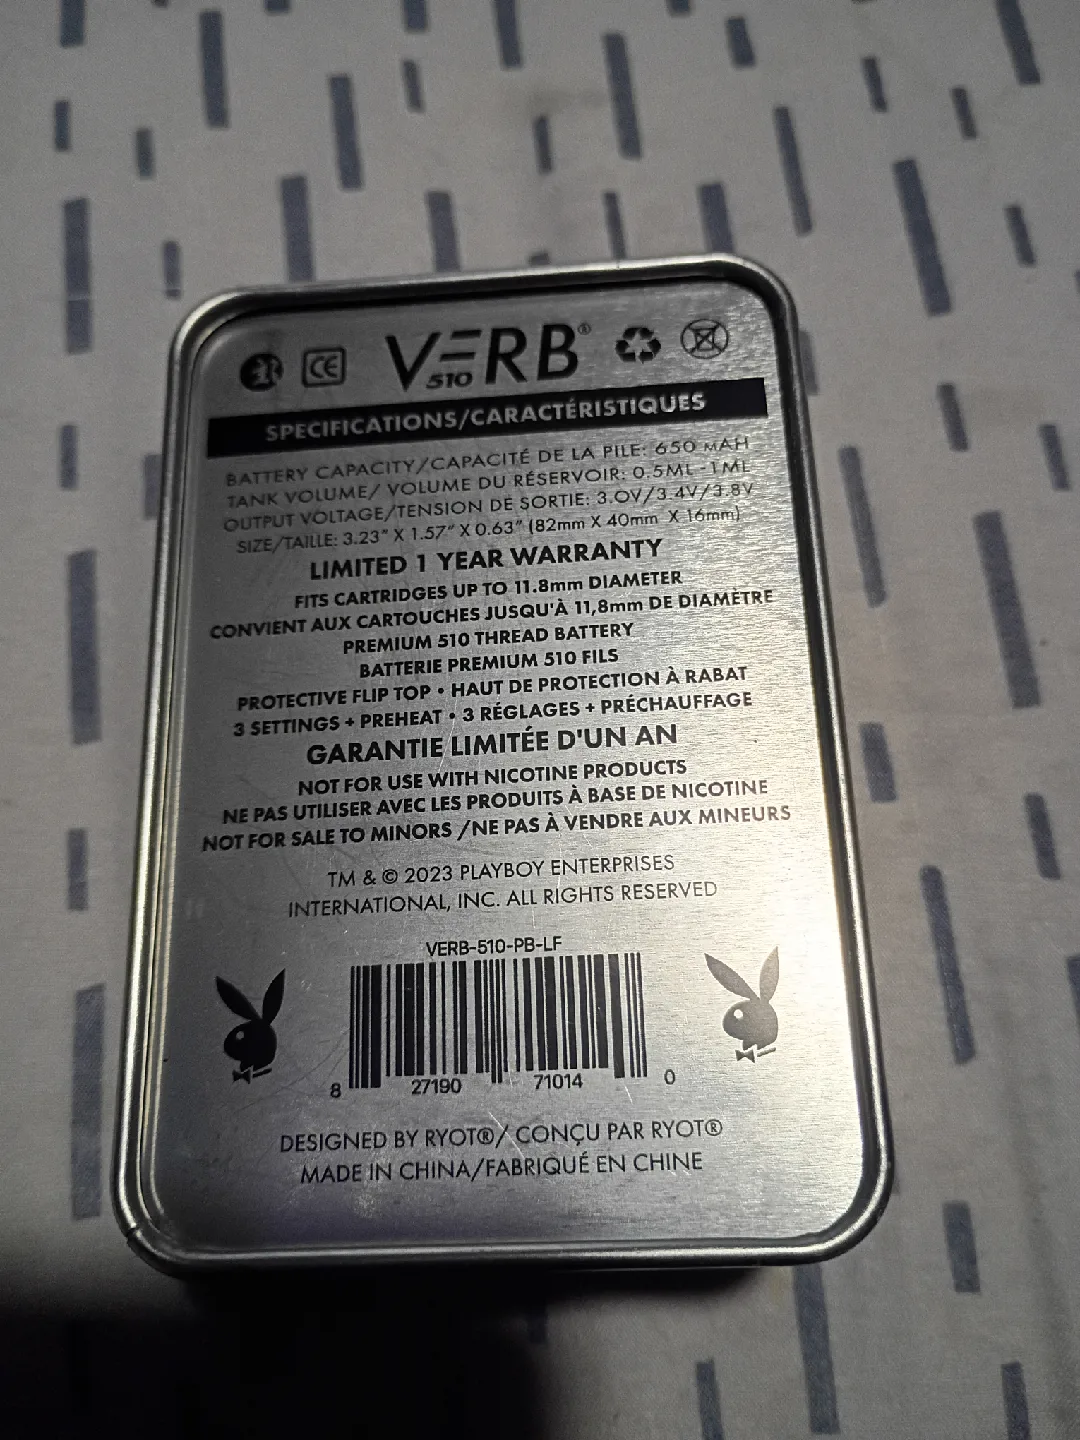 CE VERB®
510
SPECIFICATIONS/CARACTÉRISTIQUES
BATTERY CAPACITY/CAPACITÉ DE LA PILE: 650 MAH
TANK VOLUME/ VOLUME DU RÉSERVOIR: 0.5ML -1ML
OUTPUT VOLTAGE/TENSION DE SORTIE: 3.0V/3.4V/3.8V
SIZE/TAILLE: 3.23" X 1.57" X 0.63" (82mm X 40mm X 16mm)
LIMITED 1 YEAR WARRANTY
FITS CARTRIDGES UP TO 11.8mm DIAMETER
CONVIENT AUX CARTOUCHES JUSQU'À 11,8mm DE DIAMÈTRE
PREMIUM 510 THREAD BATTERY
BATTERIE PREMIUM 510 FILS
PROTECTIVE FLIP TOP • HAUT DE PROTECTION À RABAT
3 SETTINGS + PREHEAT • 3 RÉGLAGES + PRÉCHAUFFAGE
GARANTIE LIMITÉE D'UN AN
NOT FOR USE WITH NICOTINE PRODUCTS
NE PAS UTILISER AVEC LES PRODUITS À BASE DE NICOTINE
NOT FOR SALE TO MINORS /NE PAS À VENDRE AUX MINEURS
TM & © 2023 PLAYBOY ENTERPRISES
INTERNATIONAL, INC. ALL RIGHTS RESERVED
VERB-510-PB-LF
8 27190 71014 0
DESIGNED BY RYOT®/ CONÇU PAR RYOT®
MADE IN CHINA/FABRIQUÉ EN CHINE